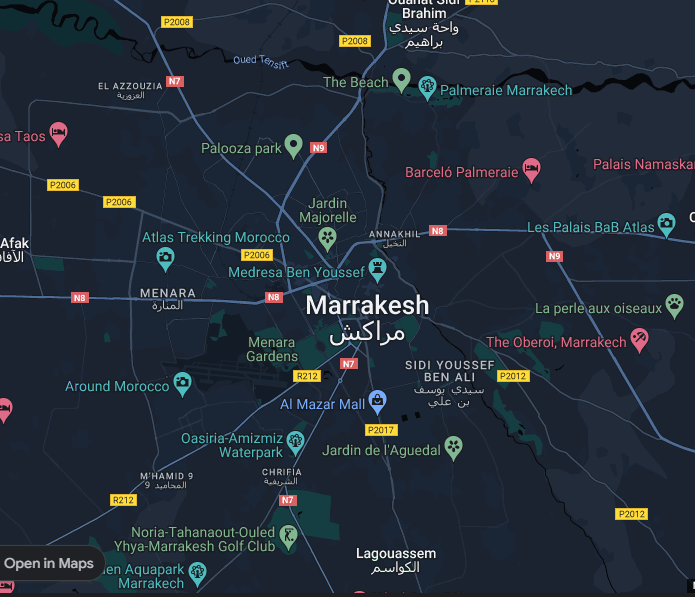 Ouahat Sidi
Brahim
واحة سيدي
براهيم
P2008
P2008
Oued Tensift
N7
EL AZZOUZIA
العزوزية
The Beach
Palmeraie Marrakech
sa Taos
Palooza park
N9
Barceló Palmeraie
Palais Namaskar
P2006
P2006
Jardin
Majorelle
Les Palais BaB Atlas
N8
ANNAKHIL
النخيل
Afak
Atlas Trekking Morocco
P2006
N9
Medresa Ben Youssef
MENARA
المنارة
N8
N8
Marrakesh
مراكش
La perle aux oiseaux
The Oberoi, Marrakech
Menara
Gardens
N7
SIDI YOUSSEF
BEN ALI
سيدي يوسف
بن علي
R212
P2012
Around Morocco
Al Mazar Mall
P2017
Oasiria-Amizmiz
Waterpark
Jardin de l'Aguedal
M'HAMID 9
المحاميد 9
CHRIFIA
الشريفية
R212
N7
P2012
Noria-Tahanaout-Ouled
Yhya-Marrakesh Golf Club
Lagouassem
الكواسم
Open in Maps
den Aquapark
Marrakech